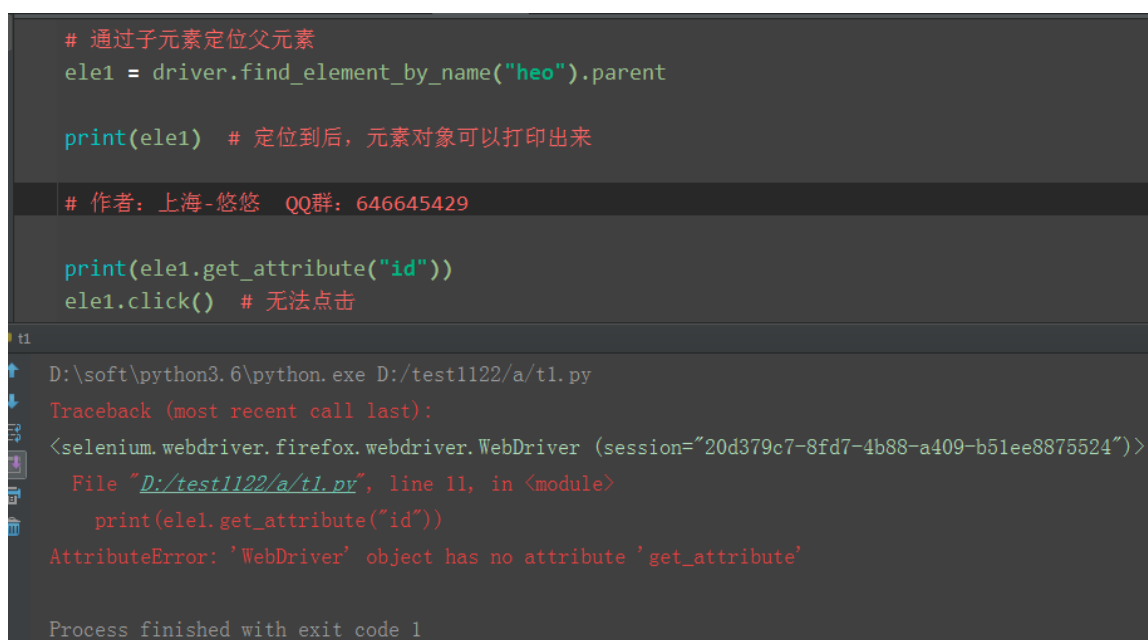 # 通过子元素定位父元素
ele1 = driver.find_element_by_name("heo").parent
print(ele1)  # 定位到后，元素对象可以打印出来
# 作者：上海-悠悠  QQ群：646645429
print(ele1.get_attribute("id"))
ele1.click()  # 无法点击
t1
D:\soft\python3.6\python.exe D:/test1122/a/t1.py
Traceback (most recent call last):
<selenium.webdriver.firefox.webdriver.WebDriver (session="20d379c7-8fd7-4b88-a409-b51ee8875524")>
  File "D:/test1122/a/t1.py", line 11, in <module>
    print(ele1.get_attribute("id"))
AttributeError: 'WebDriver' object has no attribute 'get_attribute'
Process finished with exit code 1